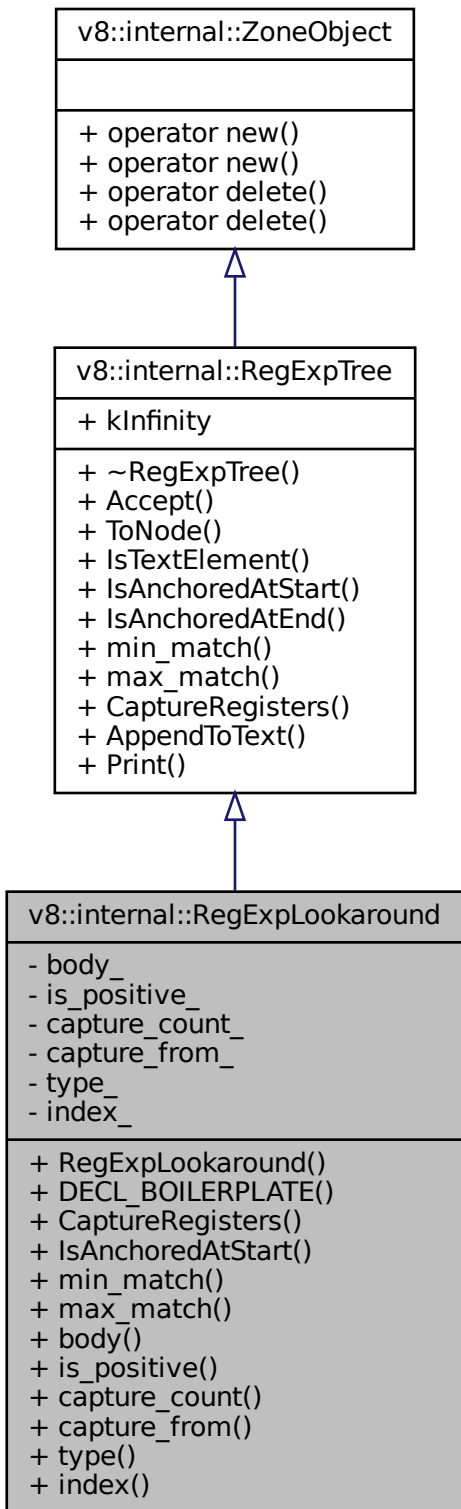 v8::internal::ZoneObject
+ operator new()
+ operator new()
+ operator delete()
+ operator delete()
v8::internal::RegExpTree
+ kInfinity
+ ~RegExpTree()
+ Accept()
+ ToNode()
+ IsTextElement()
+ IsAnchoredAtStart()
+ IsAnchoredAtEnd()
+ min_match()
+ max_match()
+ CaptureRegisters()
+ AppendToText()
+ Print()
v8::internal::RegExpLookaround
- body_
- is_positive_
- capture_count_
- capture_from_
- type_
- index_
+ RegExpLookaround()
+ DECL_BOILERPLATE()
+ CaptureRegisters()
+ IsAnchoredAtStart()
+ min_match()
+ max_match()
+ body()
+ is_positive()
+ capture_count()
+ capture_from()
+ type()
+ index()